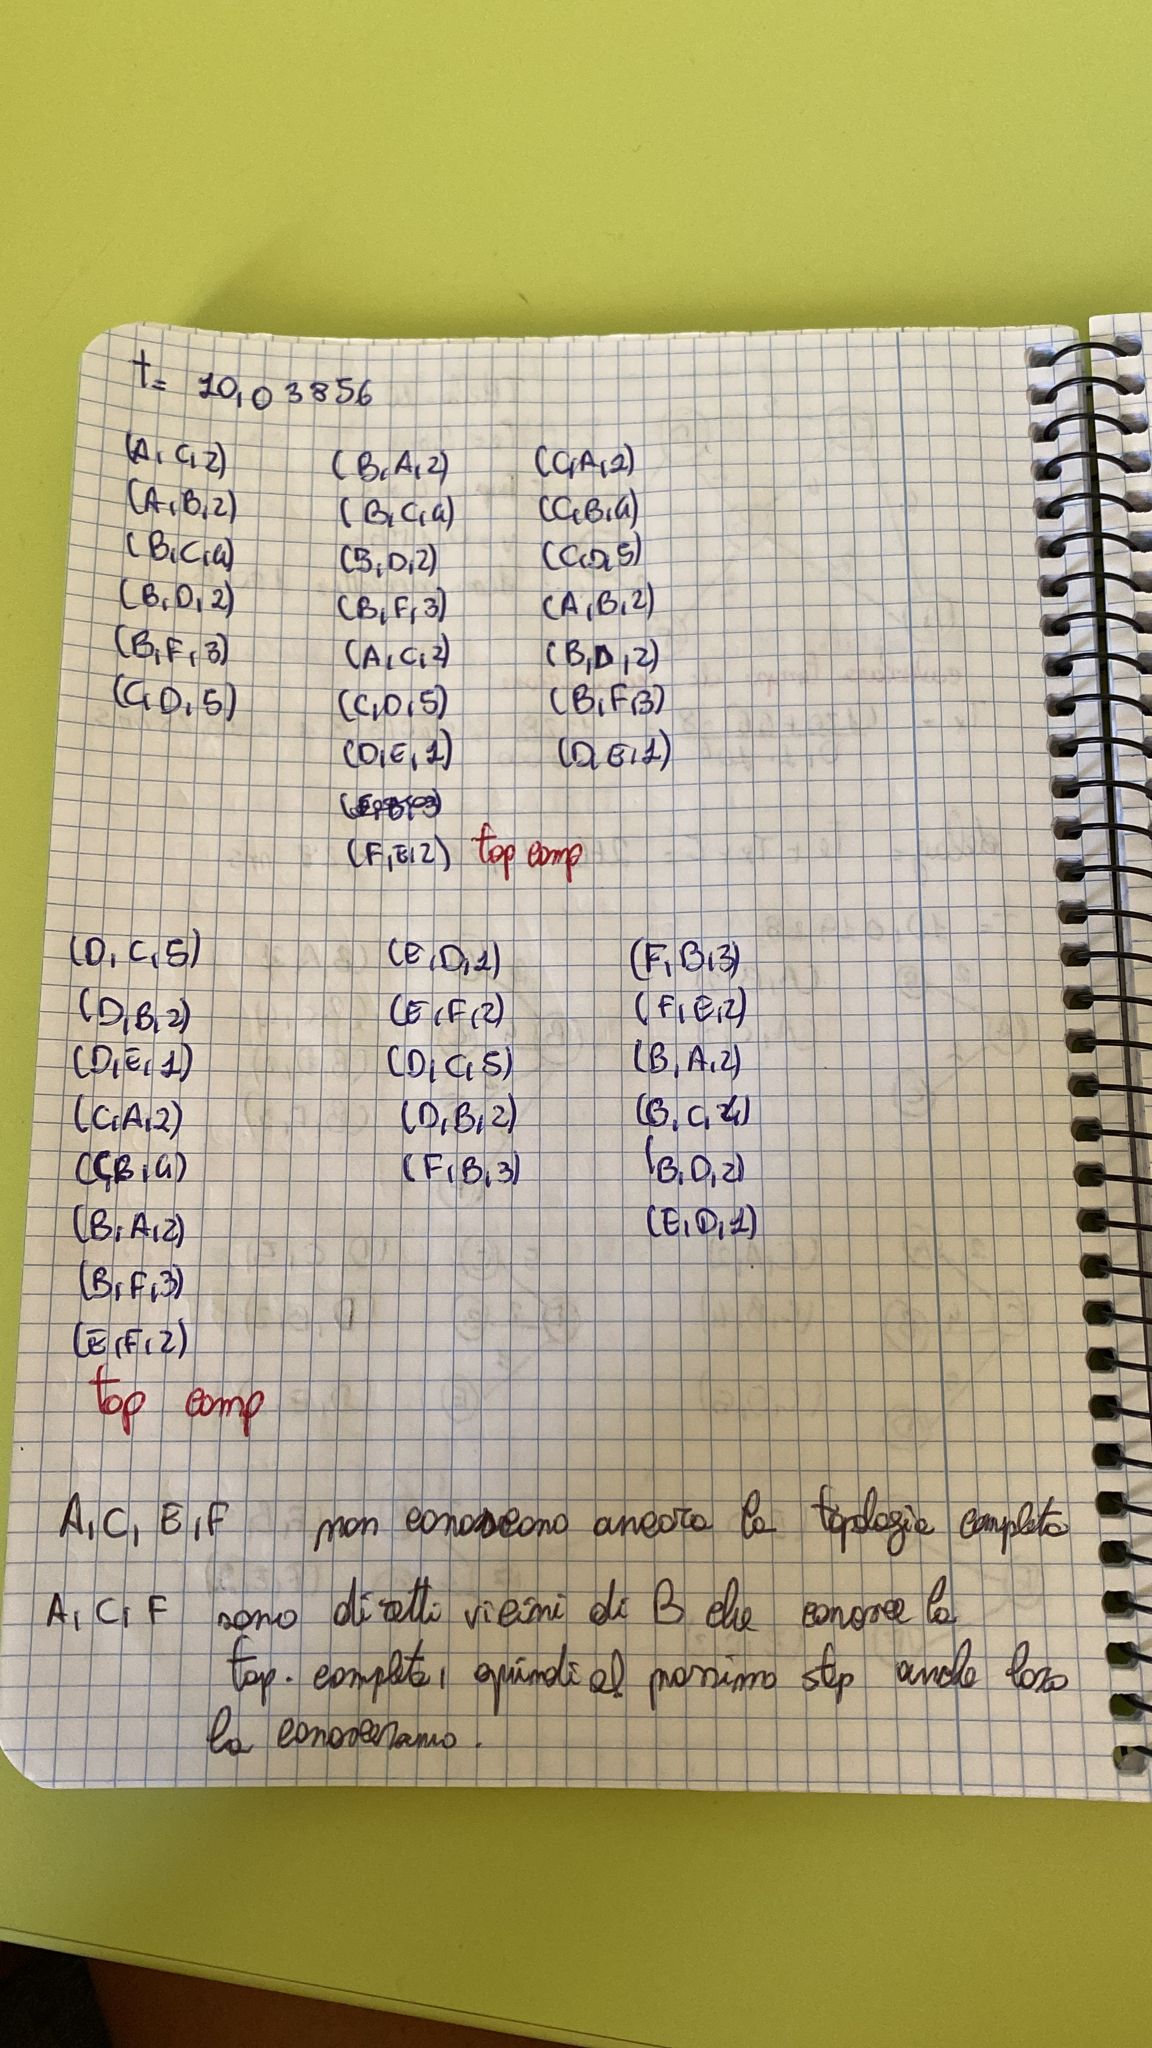 t= 10,03856
(A,C,2) (B,A,2) (C,A,2)
(A,B,2) (B,C,4) (C,B,4)
(B,C,4) (B,D,2) (C,D,5)
(B,D,2) (B,F,3) (A,B,2)
(B,F,3) (A,C,2) (B,D,2)
(C,D,5) (C,D,5) (B,F,3)
(D,E,1) (D,E,1)
(F,E,2) top comp
(D,C,5) (E,D,1) (F,B,3)
(D,B,2) (E,F,2) (F,E,2)
(D,E,1) (D,C,5) (B,A,2)
(C,A,2) (D,B,2) (B,C,4)
(C,B,4) (F,B,3) (B,D,2)
(B,A,2) (E,D,1)
(B,F,3)
(E,F,2)
top comp
A,C,E,F non conoscono ancora la topologia completa
A,C,F sono diretti vicini di B che conosce la
top. completa, quindi al prossimo step anche loro
la conosceranno.